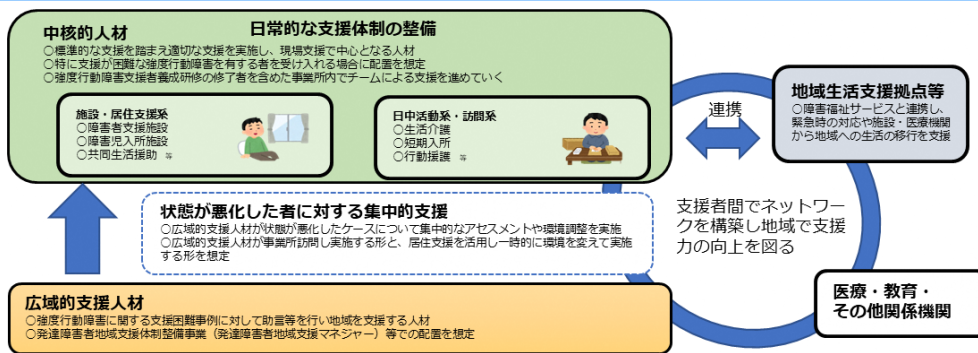 中核的人材
日常的な支援体制の整備
○標準的な支援を踏まえ適切な支援を実施し、現場支援で中心となる人材
○特に支援が困難な強度行動障害を有する者を受け入れる場合に配置を想定
○強度行動障害支援者養成研修の修了者を含めた事業所内でチームによる支援を進めていく
施設・居住支援系
○障害者支援施設
○障害児入所施設
○共同生活援助 等
日中活動系・訪問系
○生活介護
○短期入所
○行動援護 等
連携
地域生活支援拠点等
○障害福祉サービスと連携し、
緊急時の対応や施設・医療機関
から地域への生活の移行を支援
状態が悪化した者に対する集中的支援
○広域的支援人材が状態が悪化したケースについて集中的なアセスメントや環境調整を実施
○広域的支援人材が事業所訪問し実施する形と、居住支援を活用し一時的に環境を変えて実施
する形を想定
支援者間でネットワー
クを構築し地域で支援
力の向上を図る
広域的支援人材
○強度行動障害に関する支援困難事例に対して助言等を行い地域を支援する人材
○発達障害者地域支援体制整備事業（発達障害者地域支援マネジャー）等での配置を想定
医療・教育・
その他関係機関